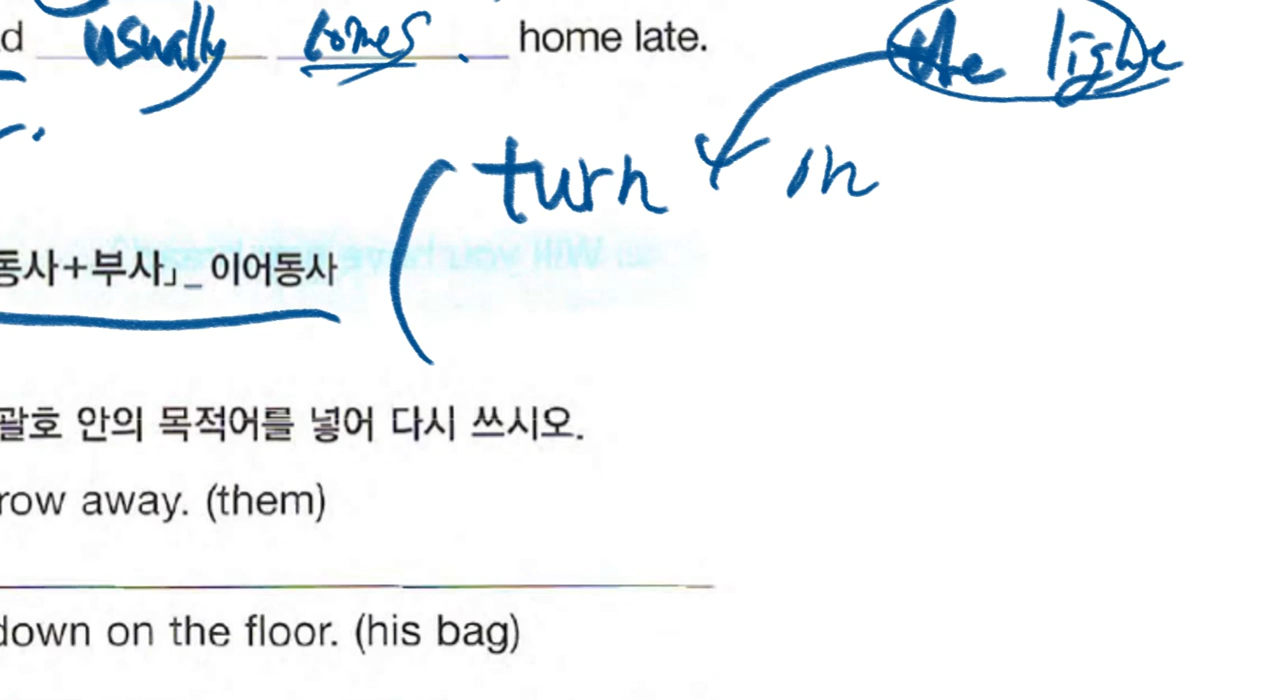 d usually comes. home late.
the light
turn in
동사+부사」_ 이어동사
괄호 안의 목적어를 넣어 다시 쓰시오.
row away. (them)
down on the floor. (his bag)